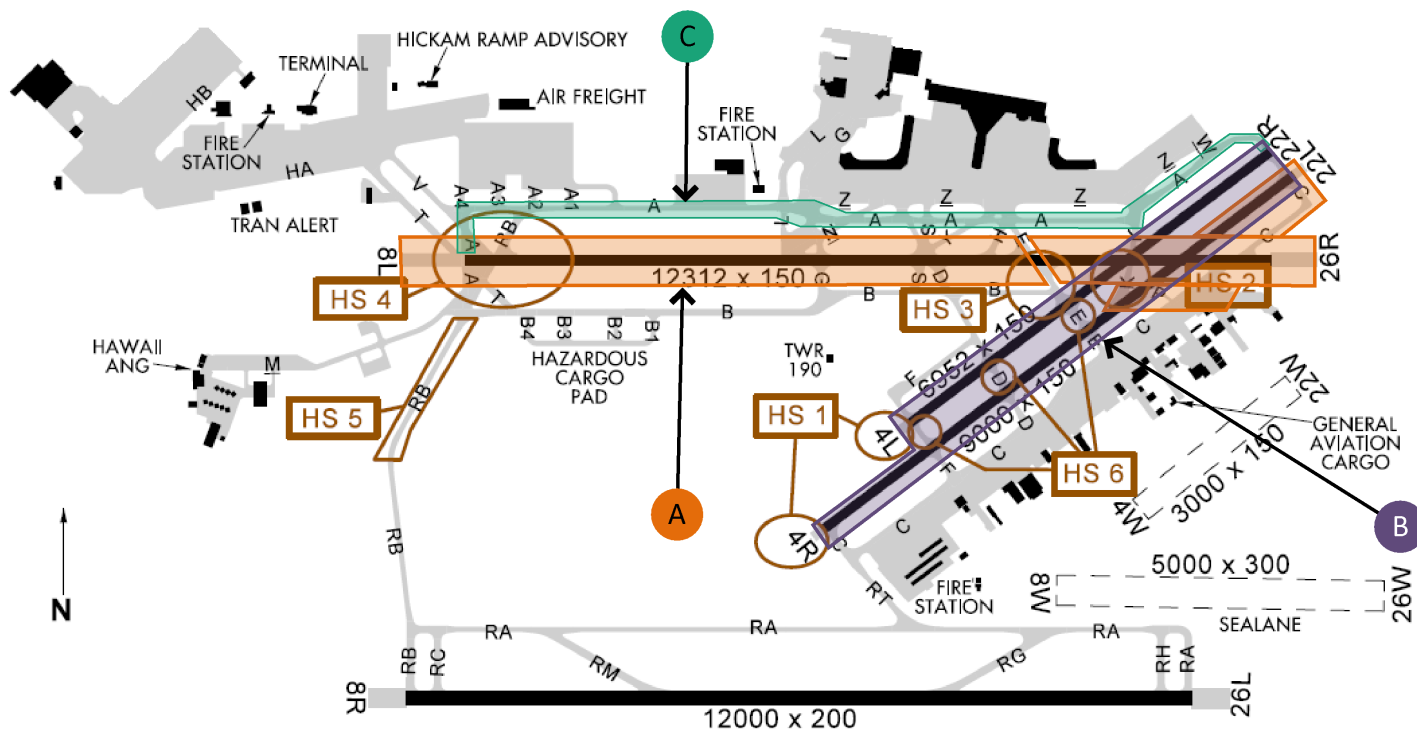 C
HICKAM RAMP ADVISORY
TERMINAL
HB
AIR FREIGHT
FIRE
STATION
FIRE
STATION
L
G
HA
V
T
A4
A3
A2
A1
A
TRAN ALERT
Z
Z
Z
Z
W
A
22R
22L
A
A
A
A
RB
L
8L
26R
12312 x 150
A
T
G
S
D
S
B
B
B
HS 4
HS 3
HS 2
C
C
E
E
B4
B3
B2
B1
HAZARDOUS
CARGO
PAD
HAWAII
ANG
M
TWR
190
F
6952 x 150
9000 x 150
D
D
C
C
22W
4W
3000 x 150
GENERAL
AVIATION
CARGO
RB
HS 5
HS 1
4L
F
HS 6
A
B
4R
C
C
RB
N
RT
FIRE
STATION
5000 x 300
8W
26W
SEALANE
RA
RA
RA
RB
RC
RM
RG
RH
RA
8R
26L
12000 x 200